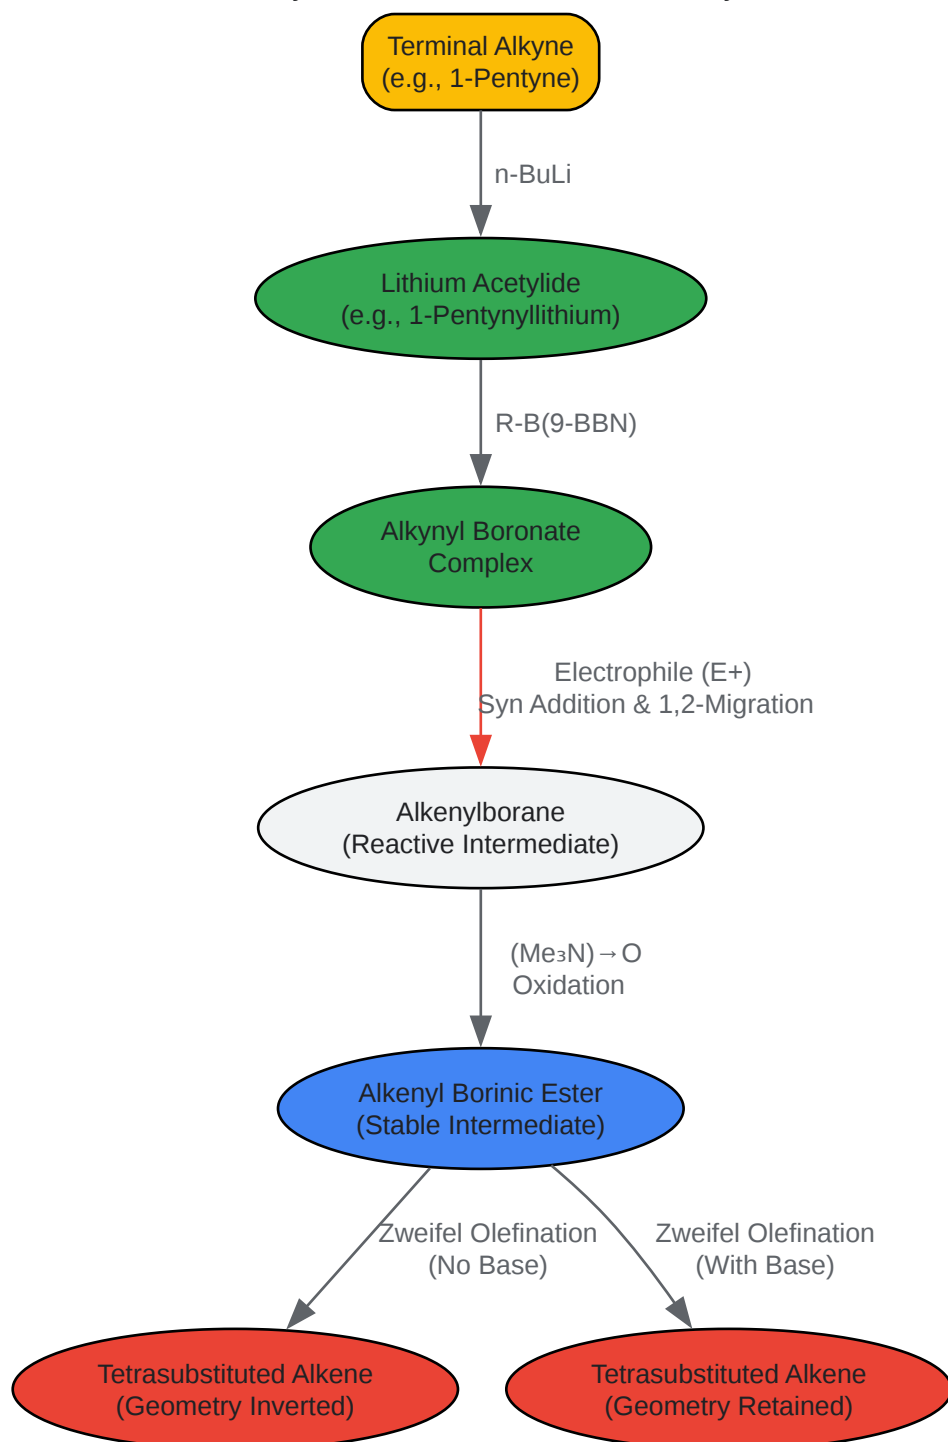 Terminal Alkyne
(e.g., 1-Pentyne)
n-BuLi
Lithium Acetylide
(e.g., 1-Pentynyllithium)
R-B(9-BBN)
Alkynyl Boronate
Complex
Electrophile (E+)
Syn Addition & 1,2-Migration
Alkenylborane
(Reactive Intermediate)
(Me₃N)→O
Oxidation
Alkenyl Borinic Ester
(Stable Intermediate)
Zweifel Olefination
(No Base)
Zweifel Olefination
(With Base)
Tetrasubstituted Alkene
(Geometry Inverted)
Tetrasubstituted Alkene
(Geometry Retained)